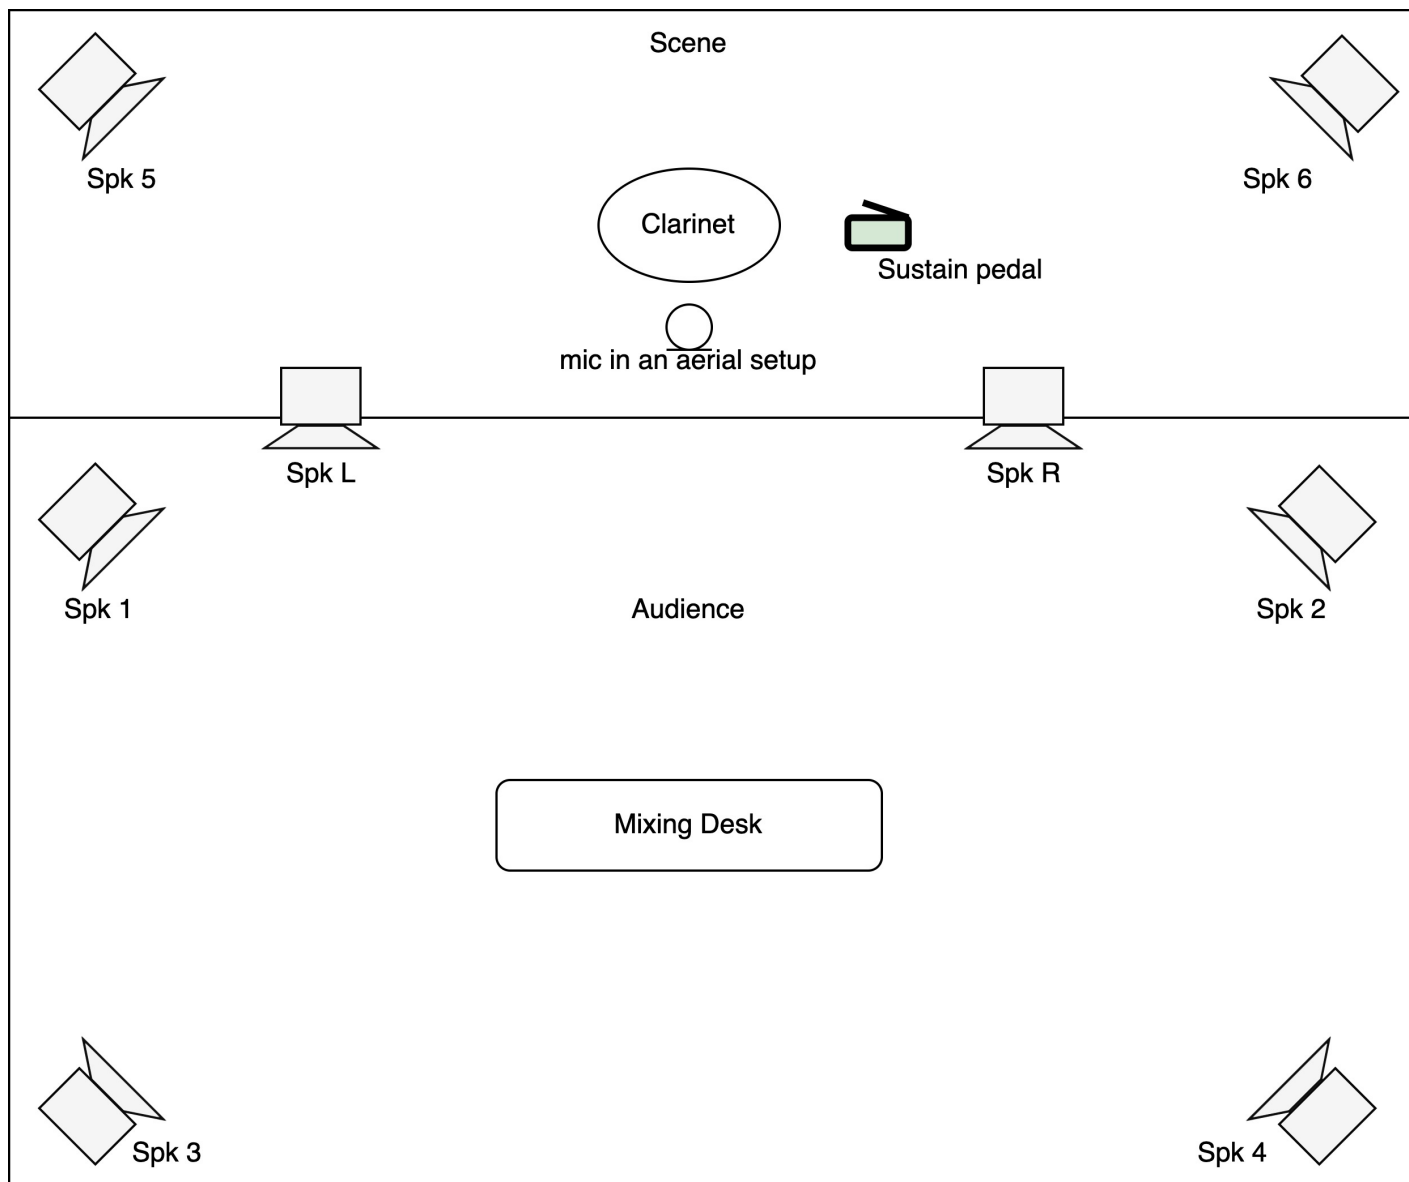 Scene
Spk 5
Spk 6
Clarinet
Sustain pedal
mic in an aerial setup
Spk L
Spk R
Spk 1
Audience
Spk 2
Mixing Desk
Spk 3
Spk 4